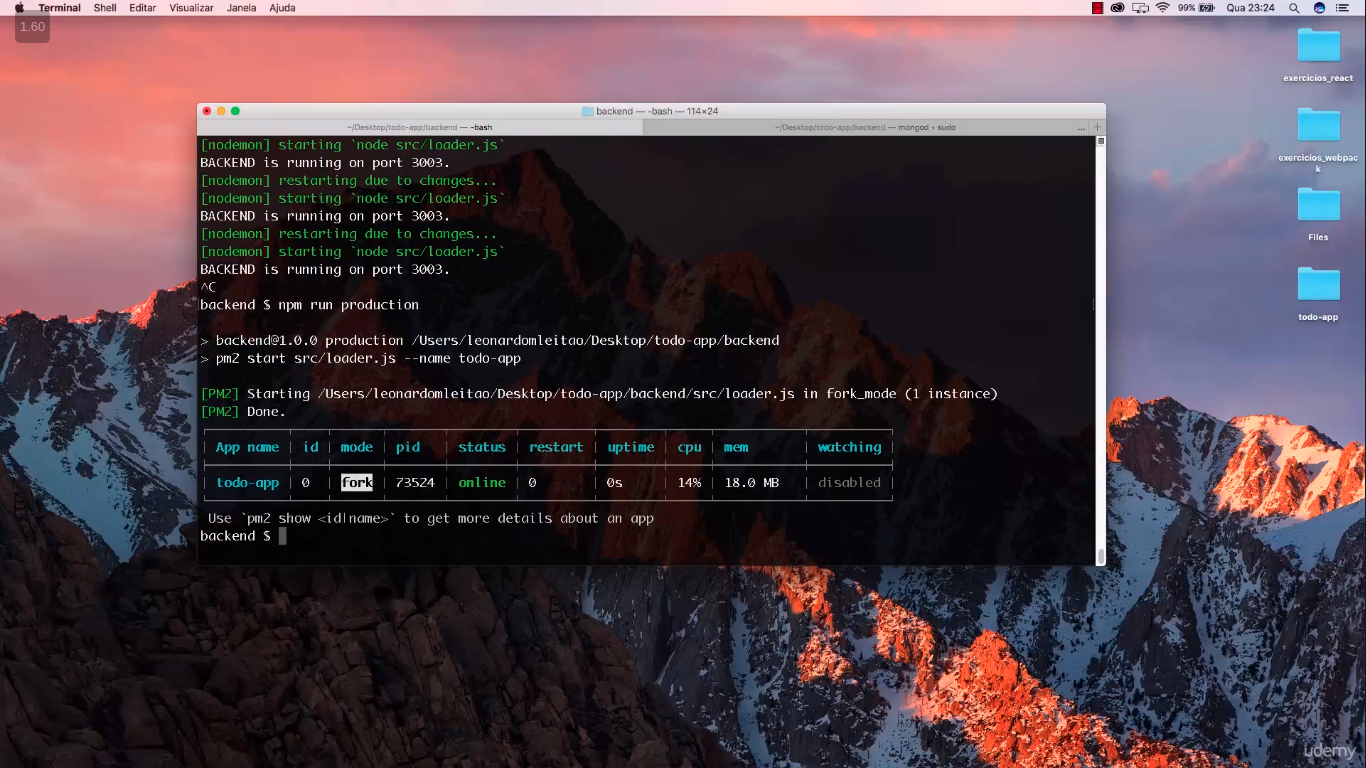 Terminal Shell Editar Visualizar Janela Ajuda 99% Qua 23:24
1.60
exercicios_react
exercicios_webpac
k
Files
todo-app
backend — -bash — 114×24
~/Desktop/todo-app/backend — -bash
~/Desktop/todo-app/backend — mongod ‹ sudo ... +
[nodemon] starting `node src/loader.js`
BACKEND is running on port 3003.
[nodemon] restarting due to changes...
[nodemon] starting `node src/loader.js`
BACKEND is running on port 3003.
[nodemon] restarting due to changes...
[nodemon] starting `node src/loader.js`
BACKEND is running on port 3003.
^C
backend $ npm run production
> backend@1.0.0 production /Users/leonardomleitao/Desktop/todo-app/backend
> pm2 start src/loader.js --name todo-app
[PM2] Starting /Users/leonardomleitao/Desktop/todo-app/backend/src/loader.js in fork_mode (1 instance)
[PM2] Done.
App name id mode pid status restart uptime cpu mem watching
todo-app 0 fork 73524 online 0 0s 14% 18.0 MB disabled
Use `pm2 show <id|name>` to get more details about an app
backend $
udemy